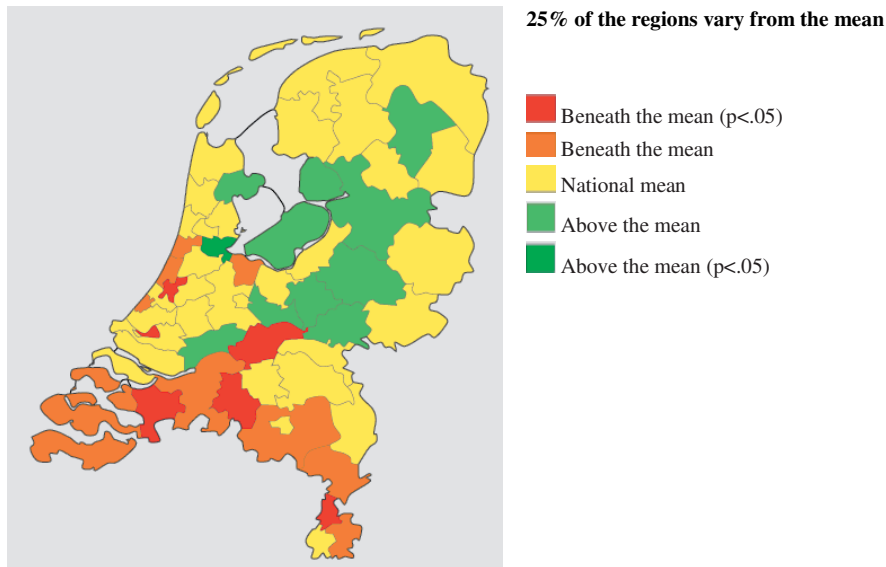 25% of the regions vary from the mean
Beneath the mean (p<.05)
Beneath the mean
National mean
Above the mean
Above the mean (p<.05)